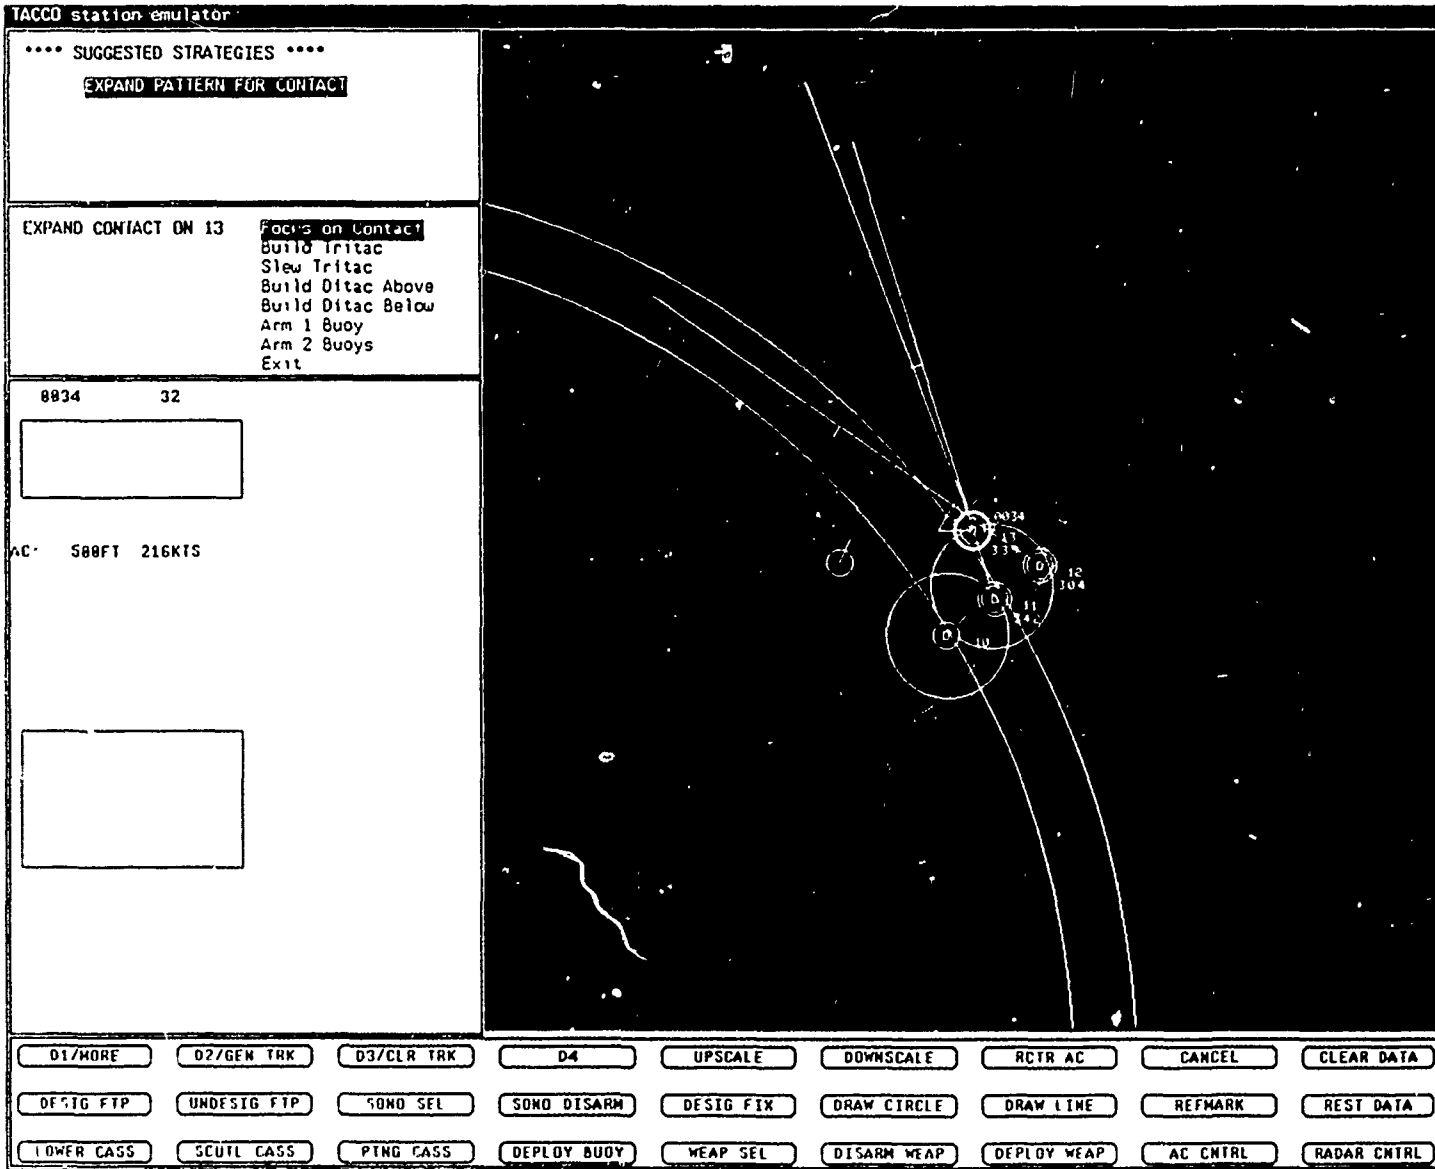 TACCO station emulator
**** SUGGESTED STRATEGIES ****
EXPAND PATTERN FOR CONTACT
EXPAND CONTACT ON 13
Focus on Contact
Build Tritac
Slew Tritac
Build Ditac Above
Build Ditac Below
Arm 1 Buoy
Arm 2 Buoys
Exit
0034 32
AC: 500FT 216KTS
0034
13
D 12
304
D 11
D 10
D1/MORE D2/GEN TRK D3/CLR TRK D4 UPSCALE DOWNSCALE RCTR AC CANCEL CLEAR DATA
DESIG FTP UNDESIG FTP SONO SEL SONO DISARM DESIG FIX DRAW CIRCLE DRAW LINE REFMARK REST DATA
LOWER CASS SCUTL CASS PING CASS DEPLOY BUOY WEAP SEL DISARM WEAP DEPLOY WEAP AC CNTRL RADAR CNTRL